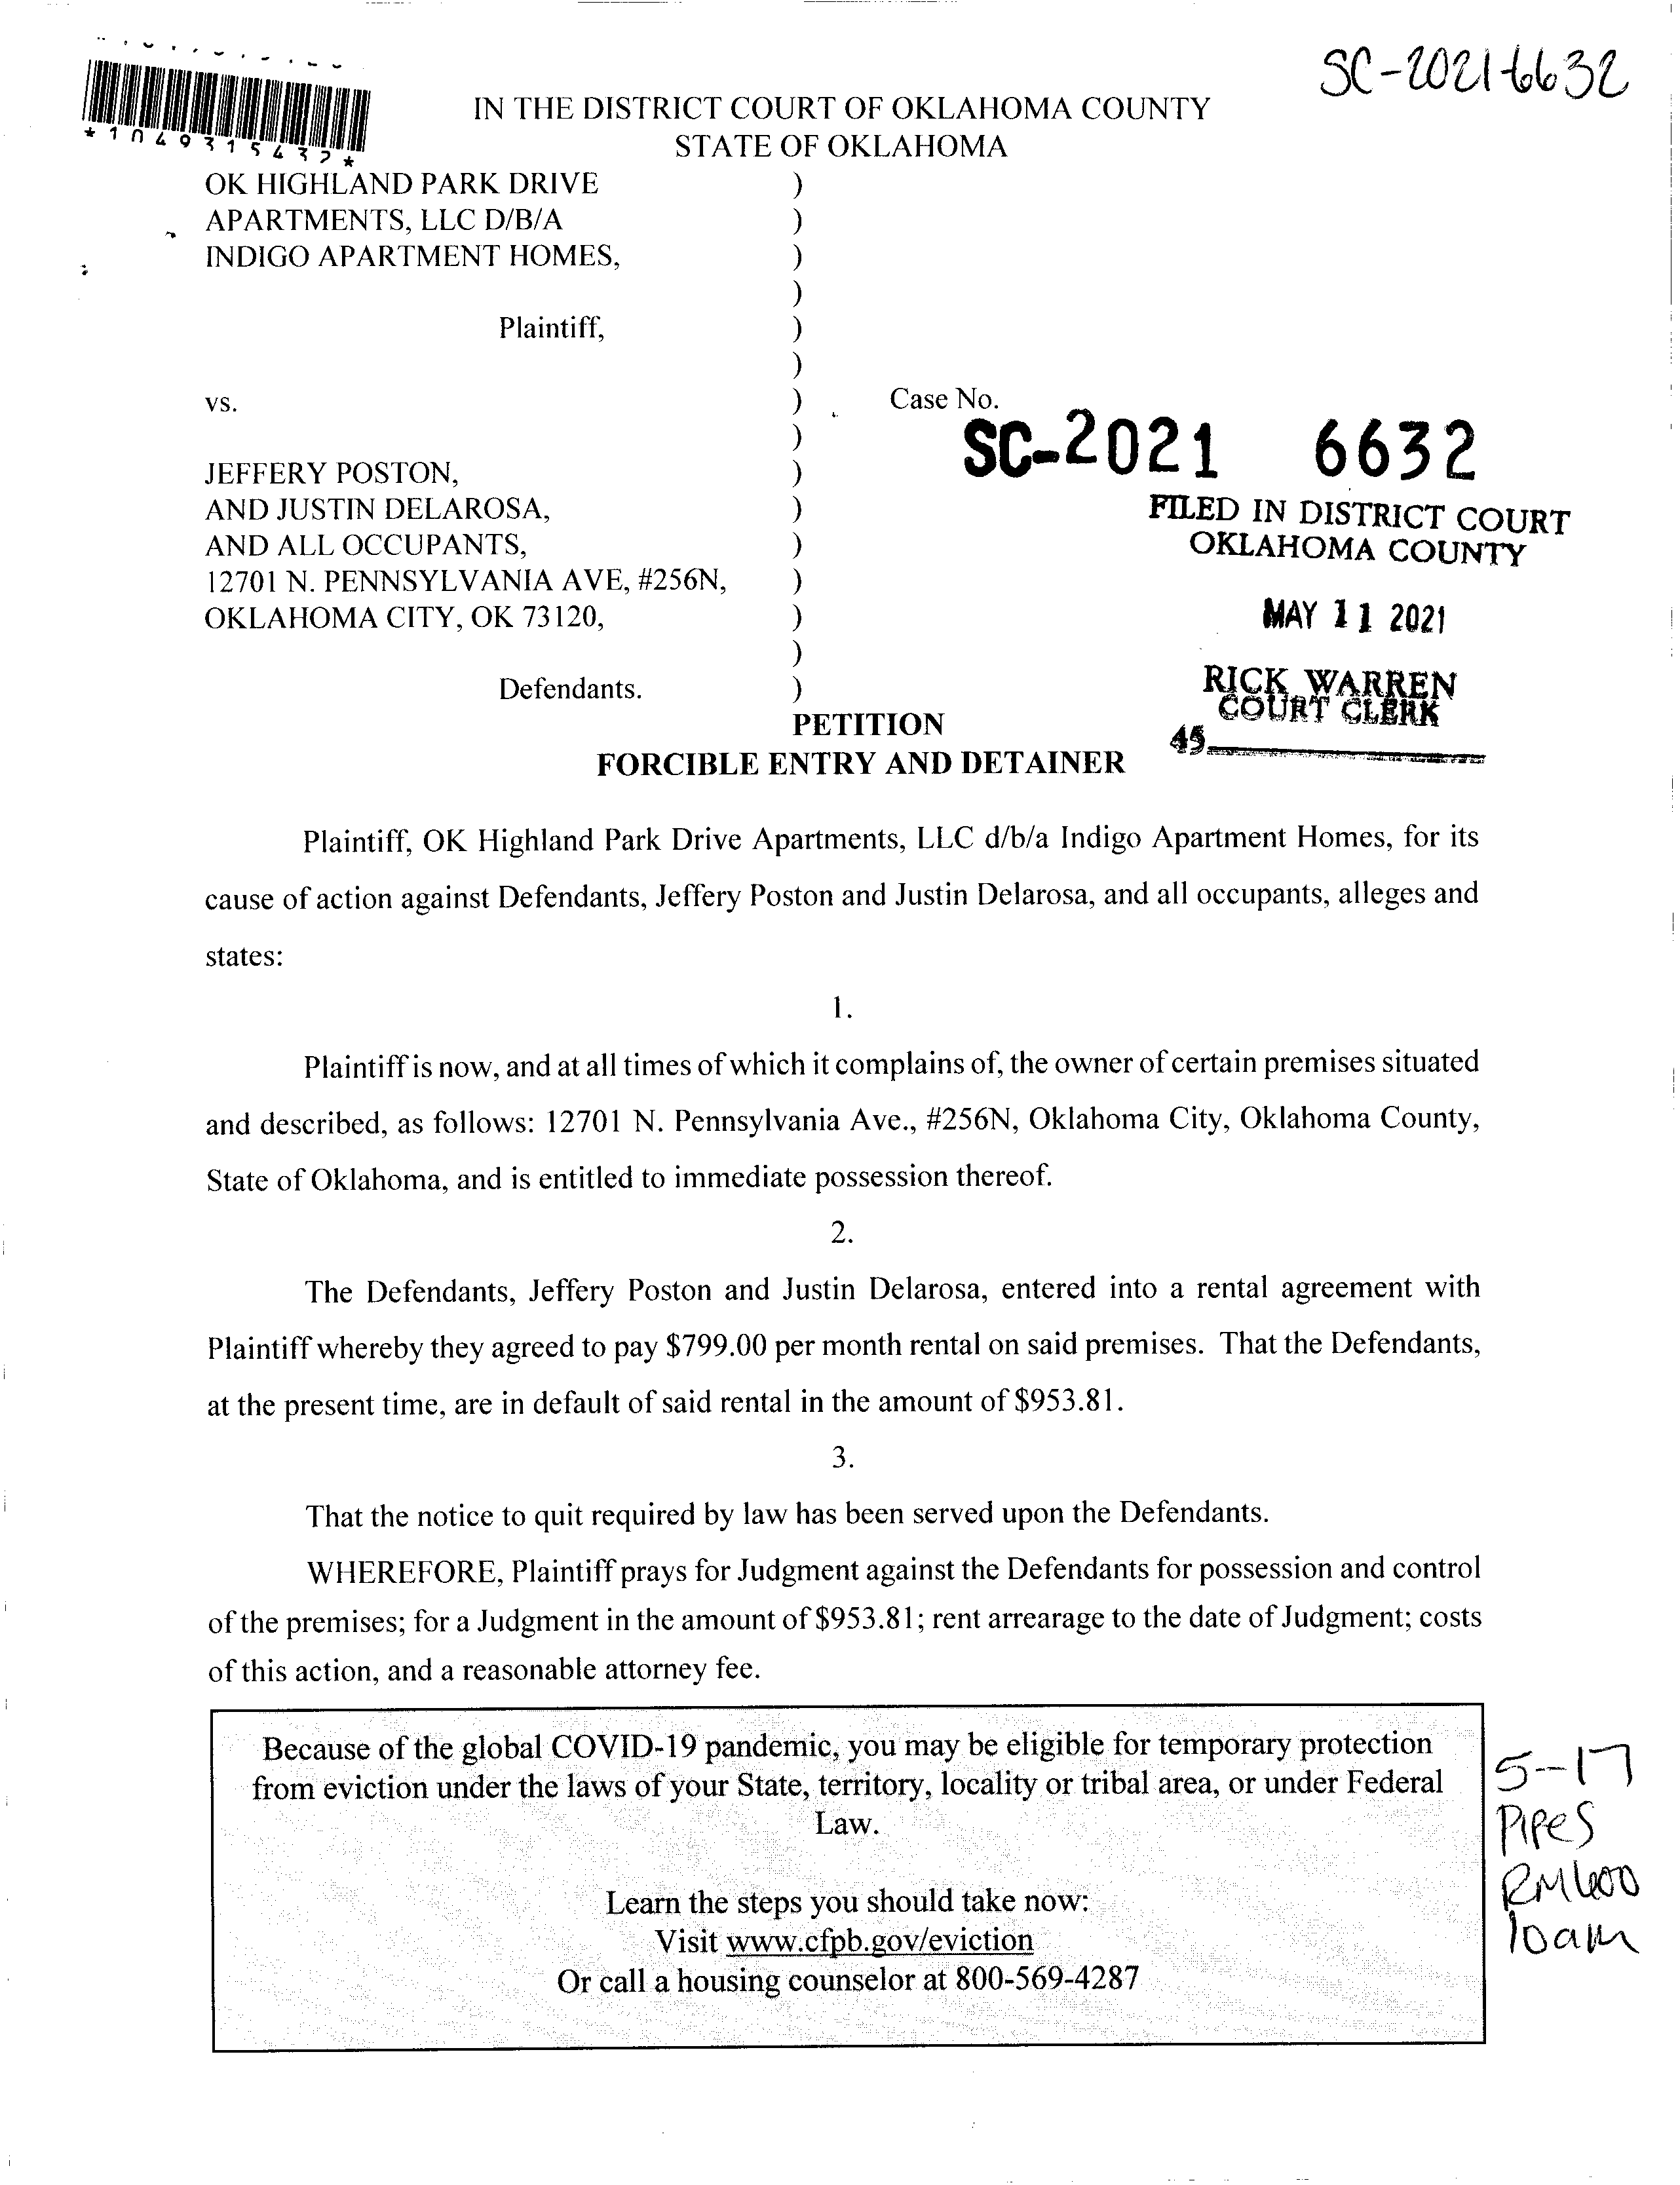 SC-2021-6632
*1049315437*
IN THE DISTRICT COURT OF OKLAHOMA COUNTY
STATE OF OKLAHOMA
OK HIGHLAND PARK DRIVE )
APARTMENTS, LLC D/B/A )
INDIGO APARTMENT HOMES, )
)
Plaintiff, )
)
vs. ) Case No.
) SC-2021 6632
JEFFERY POSTON, )
AND JUSTIN DELAROSA, ) FILED IN DISTRICT COURT
AND ALL OCCUPANTS, ) OKLAHOMA COUNTY
12701 N. PENNSYLVANIA AVE, #256N, )
OKLAHOMA CITY, OK 73120, ) MAY 11 2021
)
Defendants. ) RICK WARREN
COURT CLERK
PETITION
45
FORCIBLE ENTRY AND DETAINER
Plaintiff, OK Highland Park Drive Apartments, LLC d/b/a Indigo Apartment Homes, for its
cause of action against Defendants, Jeffery Poston and Justin Delarosa, and all occupants, alleges and
states:
1.
Plaintiff is now, and at all times of which it complains of, the owner of certain premises situated
and described, as follows: 12701 N. Pennsylvania Ave., #256N, Oklahoma City, Oklahoma County,
State of Oklahoma, and is entitled to immediate possession thereof.
2.
The Defendants, Jeffery Poston and Justin Delarosa, entered into a rental agreement with
Plaintiff whereby they agreed to pay $799.00 per month rental on said premises. That the Defendants,
at the present time, are in default of said rental in the amount of $953.81.
3.
That the notice to quit required by law has been served upon the Defendants.
WHEREFORE, Plaintiff prays for Judgment against the Defendants for possession and control
of the premises; for a Judgment in the amount of $953.81; rent arrearage to the date of Judgment; costs
of this action, and a reasonable attorney fee.
Because of the global COVID-19 pandemic, you may be eligible for temporary protection
from eviction under the laws of your State, territory, locality or tribal area, or under Federal
Law.
Learn the steps you should take now:
Visit www.cfpb.gov/eviction
Or call a housing counselor at 800-569-4287
5-17
PIPES
RM600
10am